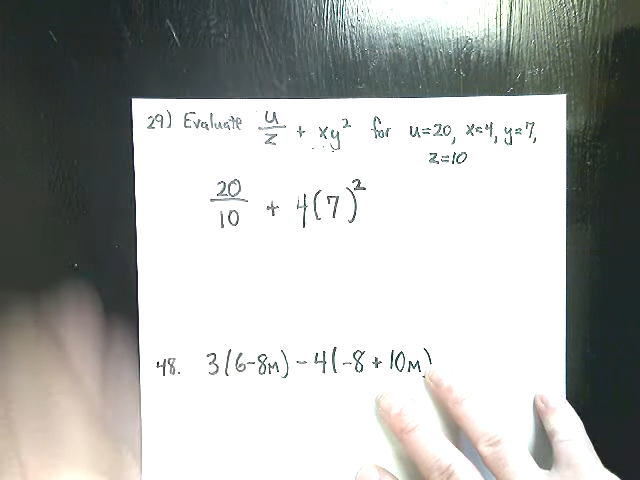 29) Evaluate u/z + xy² for u=20, x=4, y=7,
z=10
20/10 + 4(7)²
48. 3(6-8m) - 4(-8 + 10m)